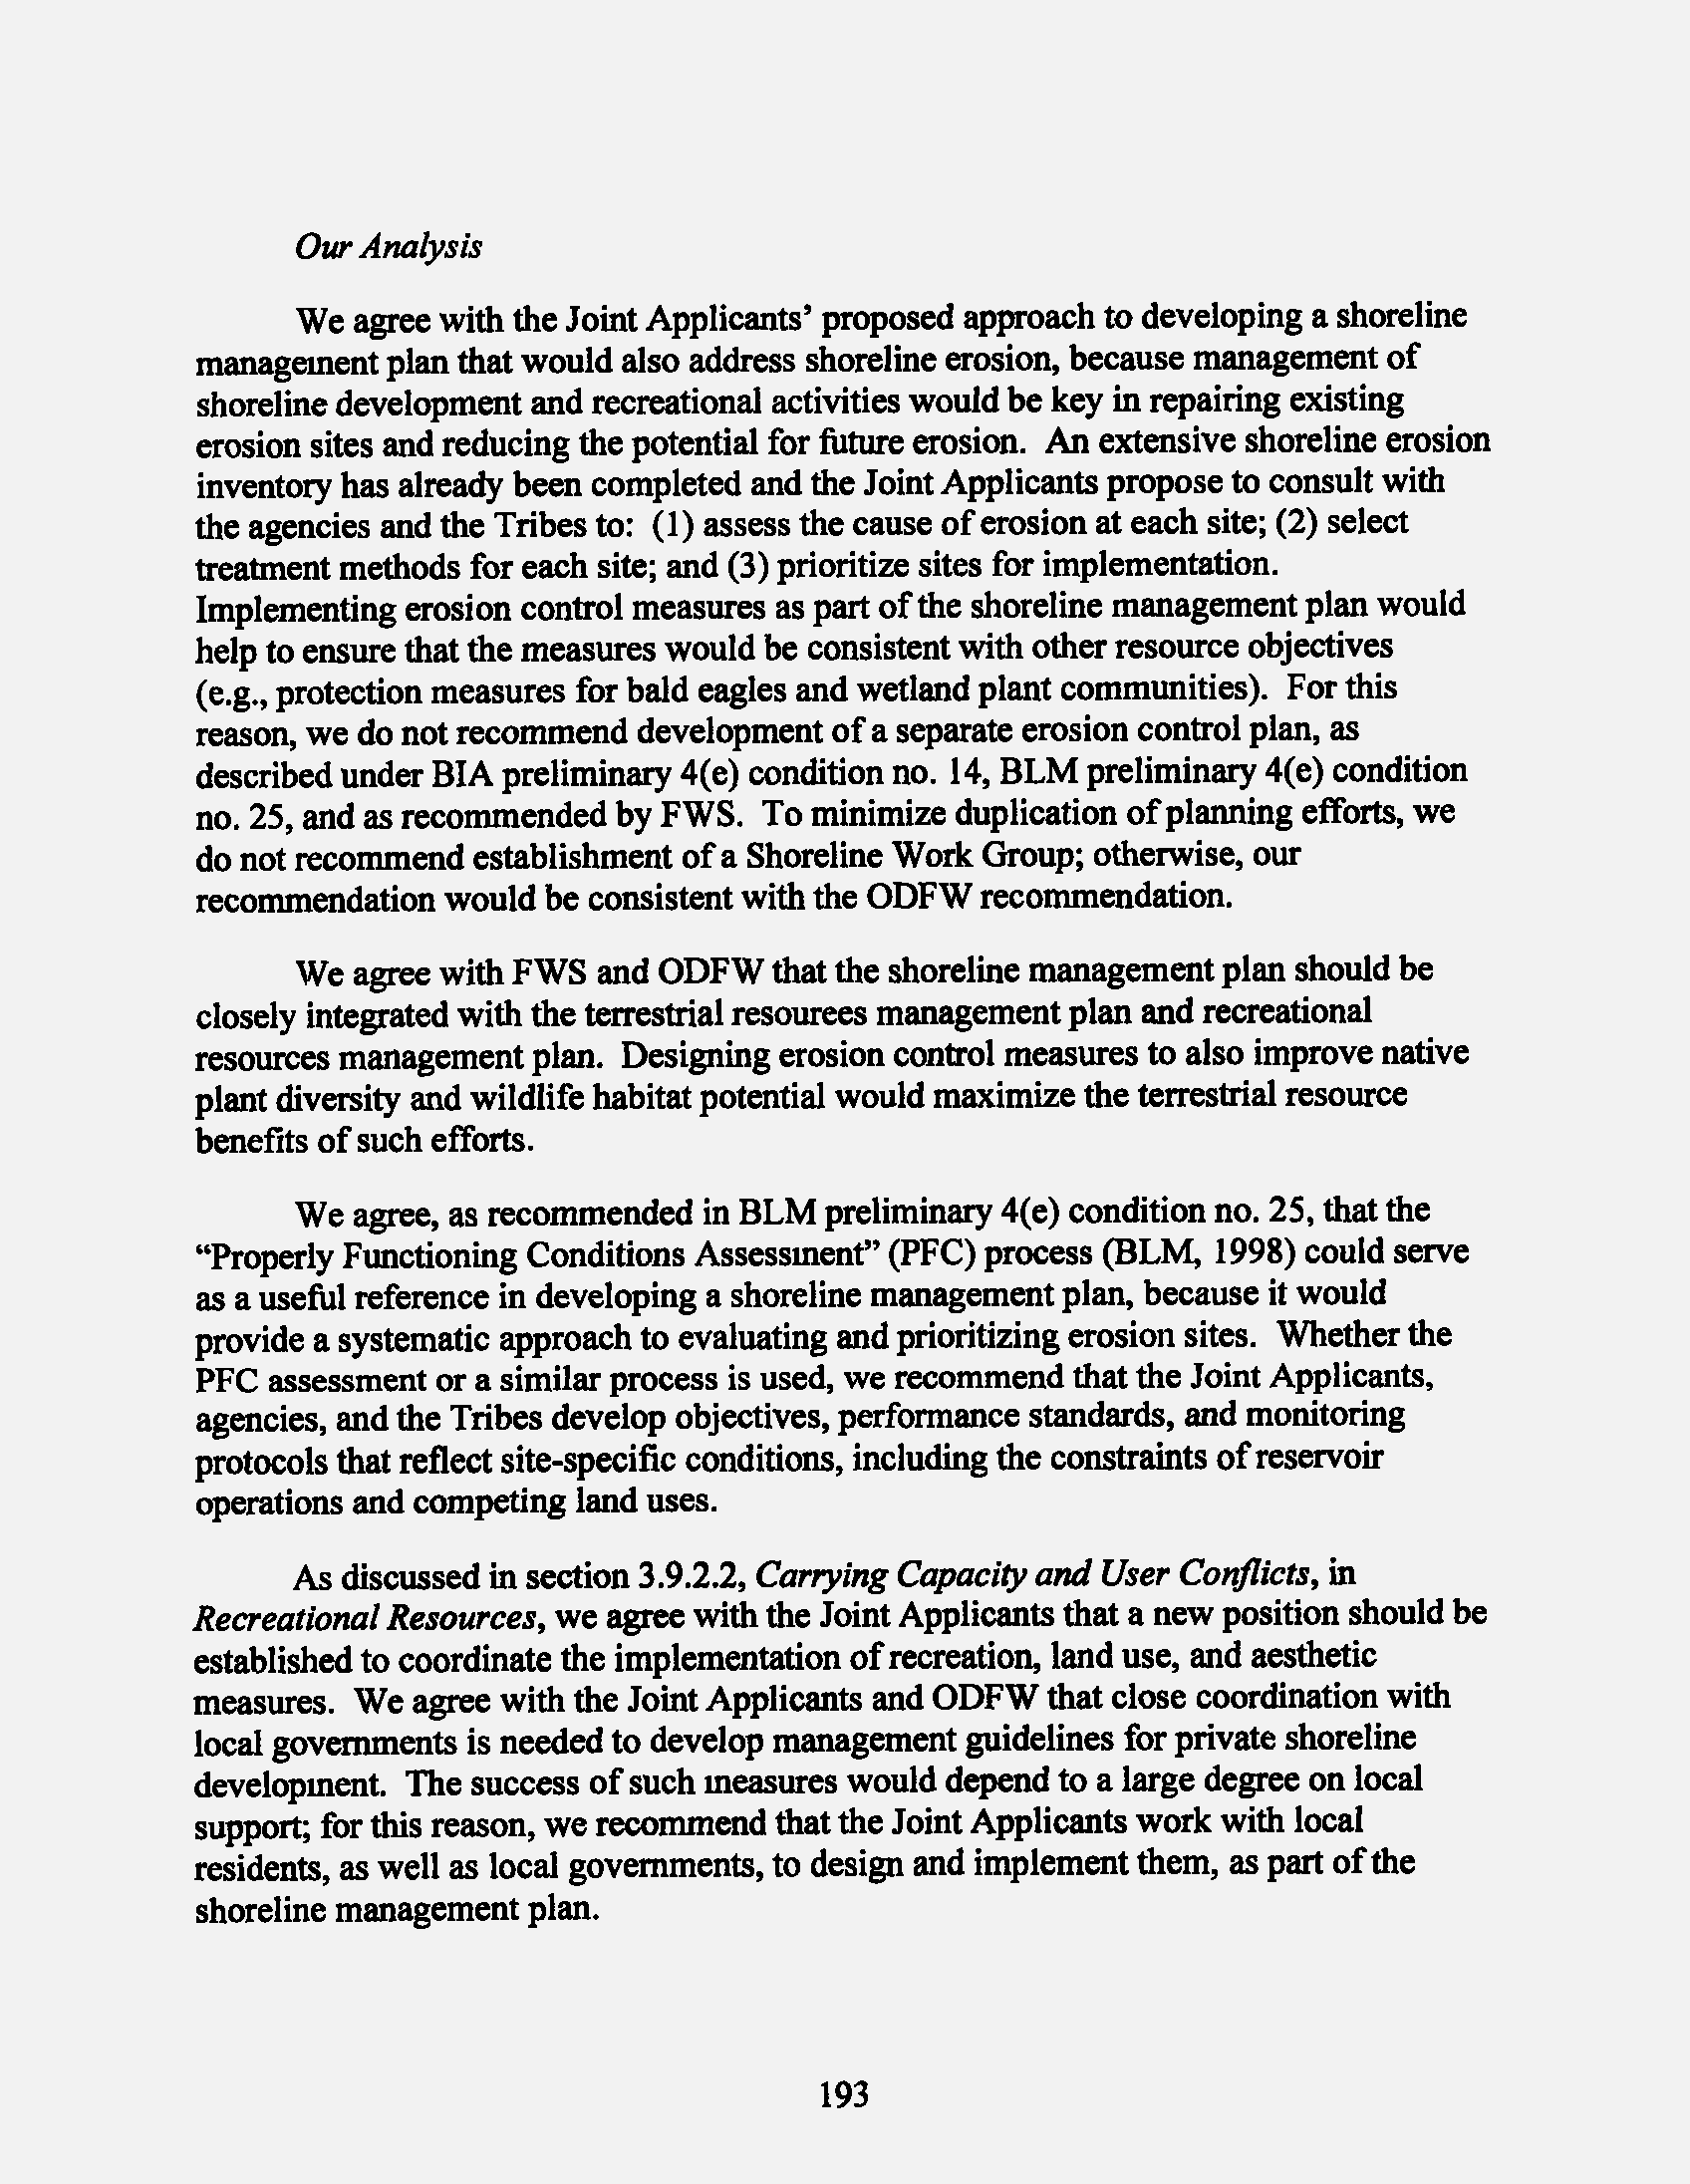 Our Analysis
We agree with the Joint Applicants’ proposed approach to developing a shoreline
management plan that would also address shoreline erosion, because management of
shoreline development and recreational activities would be key in repairing existing
erosion sites and reducing the potential for future erosion. An extensive shoreline erosion
inventory has already been completed and the Joint Applicants propose to consult with
the agencies and the Tribes to: (1) assess the cause of erosion at each site; (2) select
treatment methods for each site; and (3) prioritize sites for implementation.
Implementing erosion control measures as part of the shoreline management plan would
help to ensure that the measures would be consistent with other resource objectives
(e.g., protection measures for bald eagles and wetland plant communities). For this
reason, we do not recommend development of a separate erosion control plan, as
described under BIA preliminary 4(e) condition no. 14, BLM preliminary 4(e) condition
no. 25, and as recommended by FWS. To minimize duplication of planning efforts, we
do not recommend establishment of a Shoreline Work Group; otherwise, our
recommendation would be consistent with the ODFW recommendation.
We agree with FWS and ODFW that the shoreline management plan should be
closely integrated with the terrestrial resourees management plan and recreational
resources management plan. Designing erosion control measures to also improve native
plant diversity and wildlife habitat potential would maximize the terrestrial resource
benefits of such efforts.
We agree, as recommended in BLM preliminary 4(e) condition no. 25, that the
“Properly Functioning Conditions Assessment” (PFC) process (BLM, 1998) could serve
as a useful reference in developing a shoreline management plan, because it would
provide a systematic approach to evaluating and prioritizing erosion sites. Whether the
PFC assessment or a similar process is used, we recommend that the Joint Applicants,
agencies, and the Tribes develop objectives, performance standards, and monitoring
protocols that reflect site-specific conditions, including the constraints of reservoir
operations and competing land uses.
As discussed in section 3.9.2.2, Carrying Capacity and User Conflicts, in
Recreational Resources, we agree with the Joint Applicants that a new position should be
established to coordinate the implementation of recreation, land use, and aesthetic
measures. We agree with the Joint Applicants and ODFW that close coordination with
local governments is needed to develop management guidelines for private shoreline
development. The success of such measures would depend to a large degree on local
support; for this reason, we recommend that the Joint Applicants work with local
residents, as well as local governments, to design and implement them, as part of the
shoreline management plan.
193